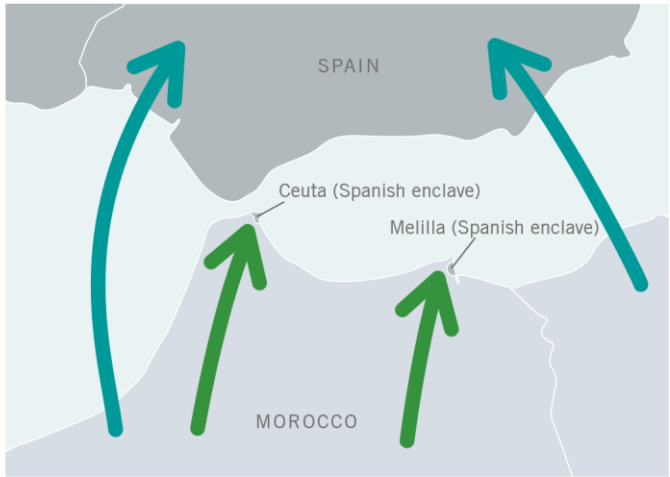 SPAIN
Ceuta (Spanish enclave)
Melilla (Spanish enclave)
MOROCCO